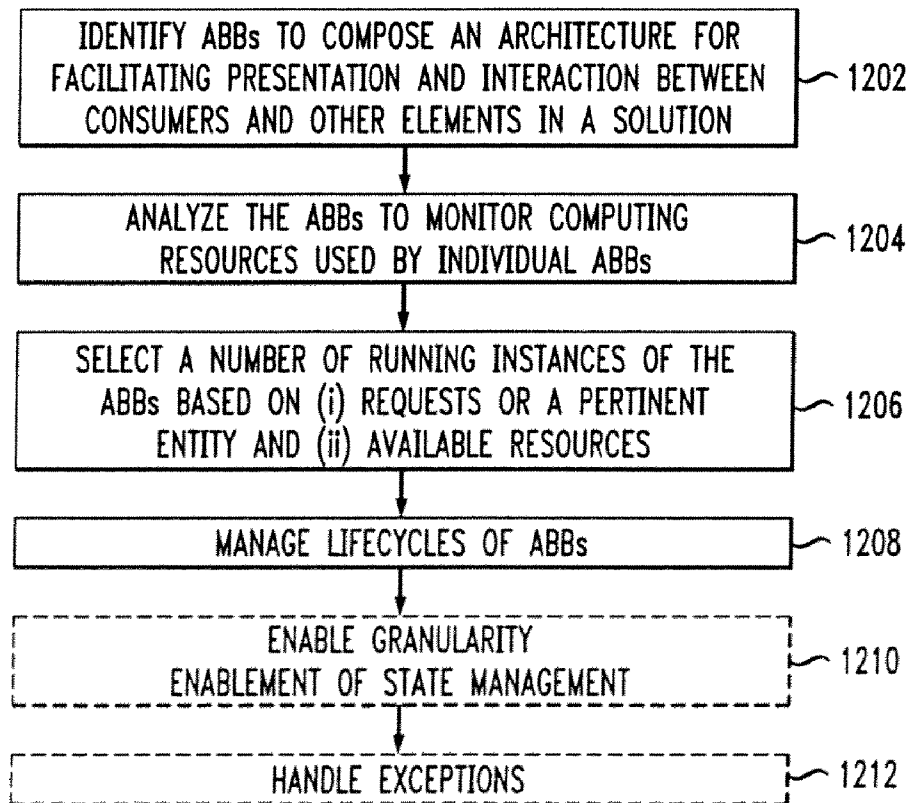 IDENTIFY ABBs TO COMPOSE AN ARCHITECTURE FOR
FACILITATING PRESENTATION AND INTERACTION BETWEEN
CONSUMERS AND OTHER ELEMENTS IN A SOLUTION
1202
ANALYZE THE ABBs TO MONITOR COMPUTING
RESOURCES USED BY INDIVIDUAL ABBs
1204
SELECT A NUMBER OF RUNNING INSTANCES OF THE
ABBs BASED ON (i) REQUESTS OR A PERTINENT
ENTITY AND (ii) AVAILABLE RESOURCES
1206
MANAGE LIFECYCLES OF ABBs
1208
ENABLE GRANULARITY
ENABLEMENT OF STATE MANAGEMENT
1210
HANDLE EXCEPTIONS
1212